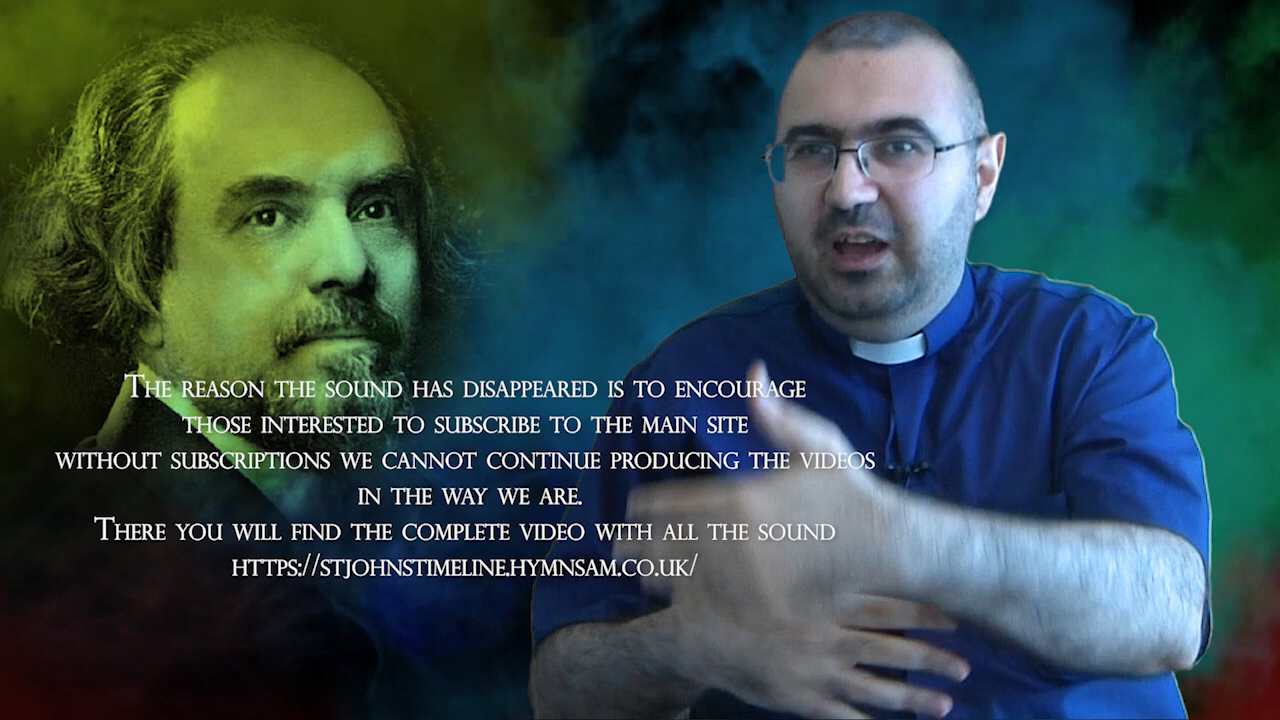 The reason the sound has disappeared is to encourage
those interested to subscribe to the main site
without subscriptions we cannot continue producing the videos
in the way we are.
There you will find the complete video with all the sound
https://stjohnstimeline.hymnsam.co.uk/